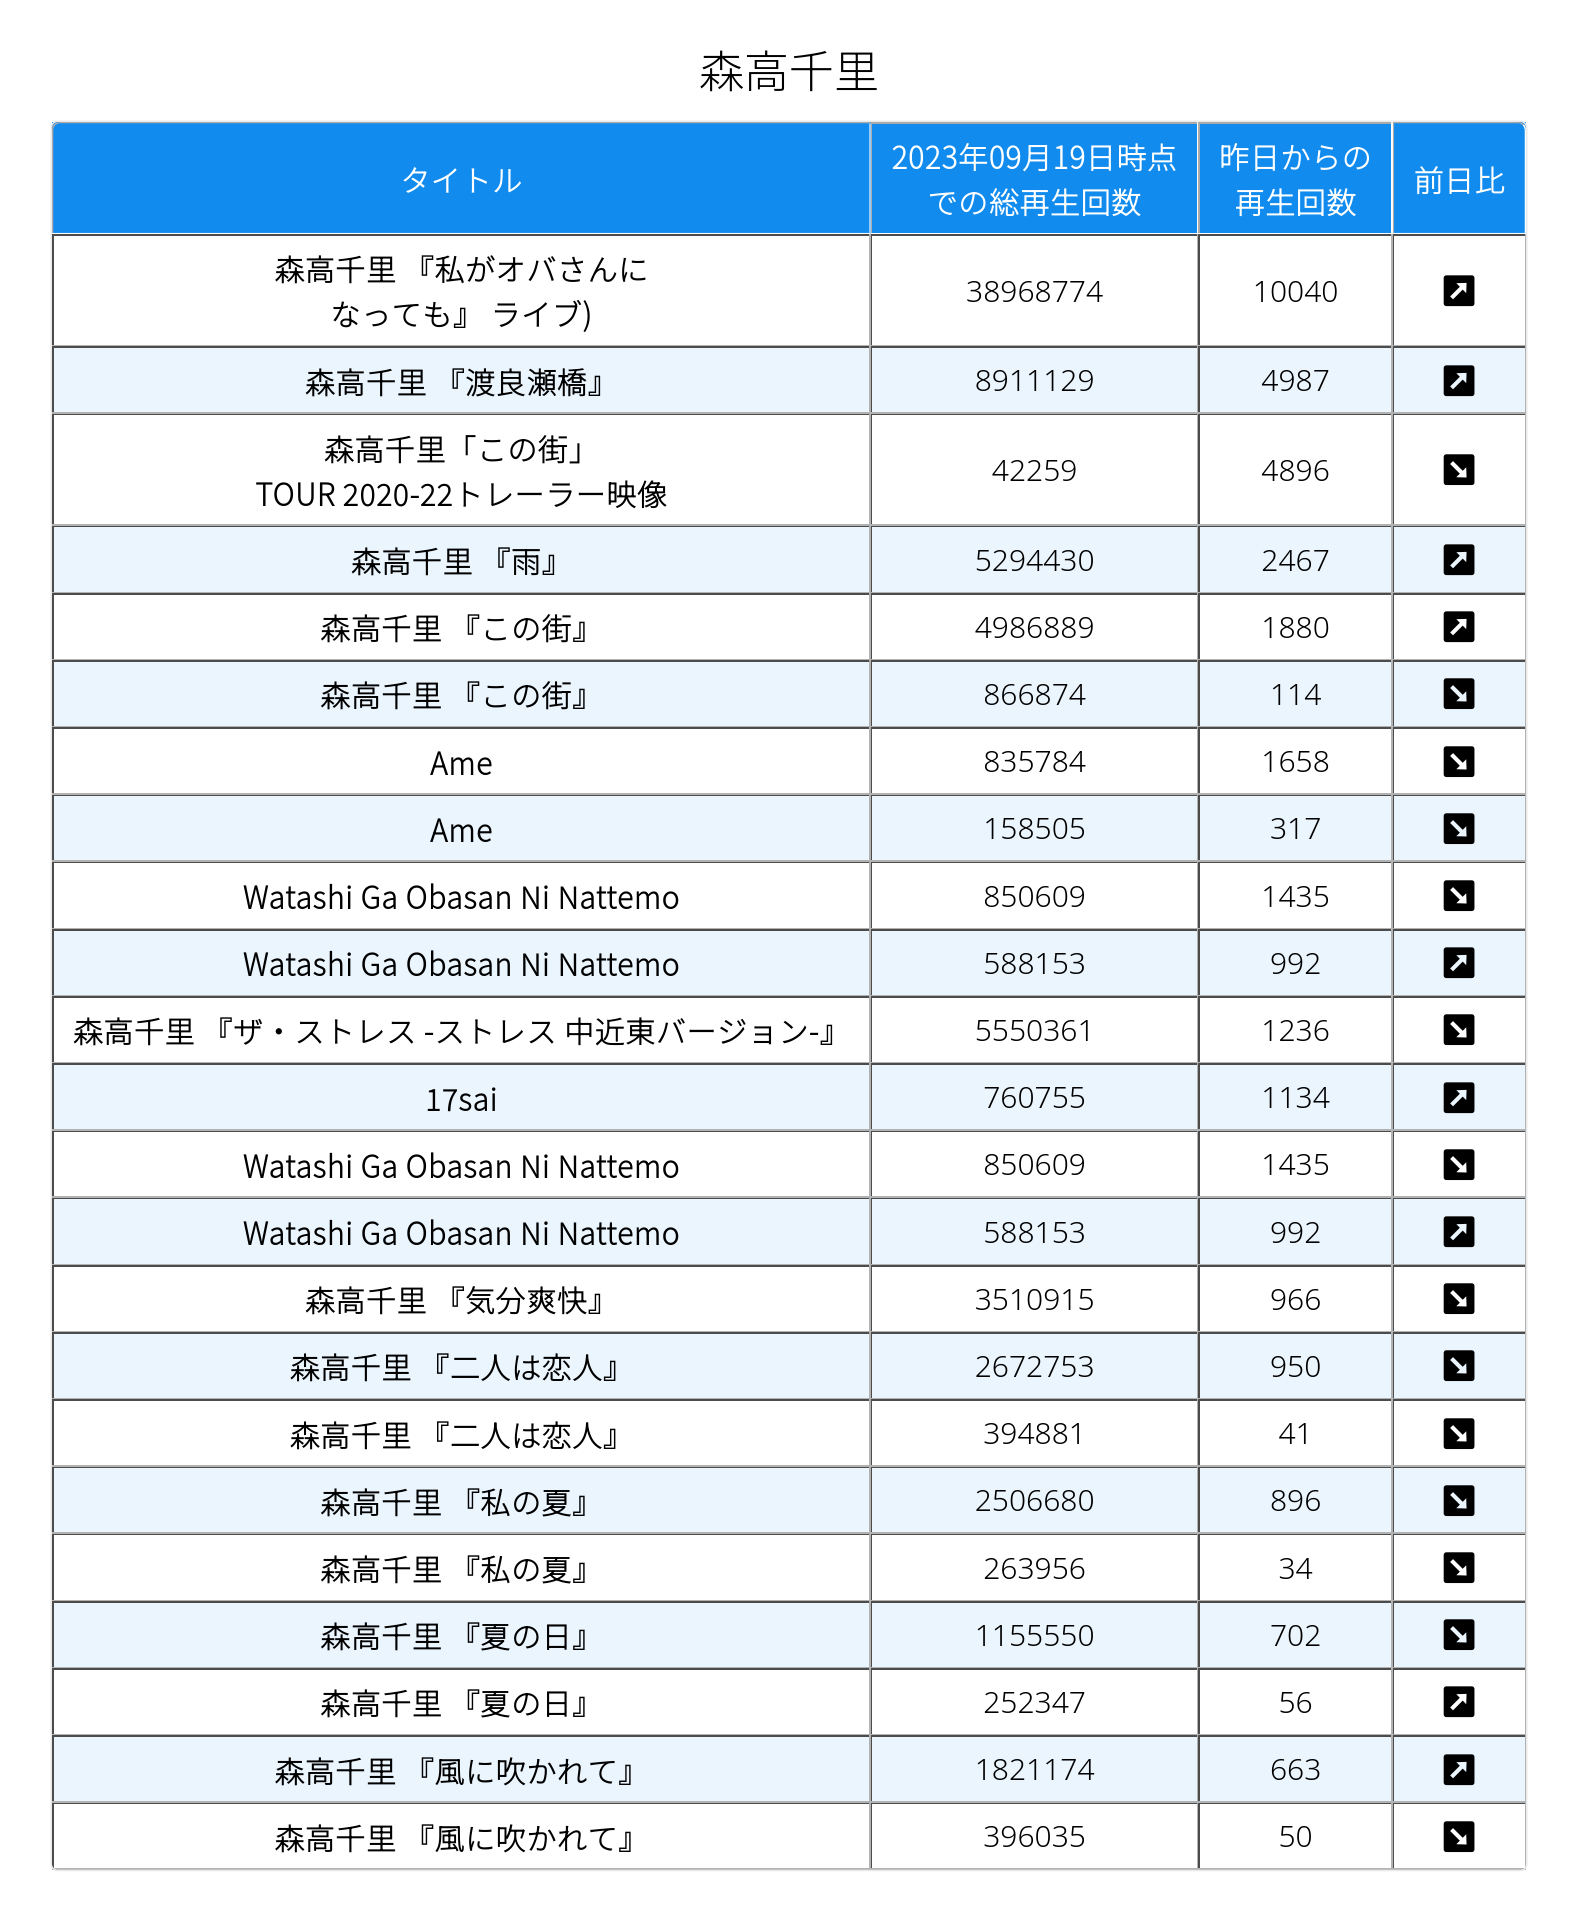 森高千里
タイトル
2023年09月19日時点
での総再生回数
昨日からの
再生回数
前日比
森高千里 『私がオバさんに
なっても』 ライブ)
38968774
10040
森高千里 『渡良瀬橋』
8911129
4987
森高千里「この街」
TOUR 2020-22トレーラー映像
42259
4896
森高千里 『雨』
5294430
2467
森高千里 『この街』
4986889
1880
森高千里 『この街』
866874
114
Ame
835784
1658
Ame
158505
317
Watashi Ga Obasan Ni Nattemo
850609
1435
Watashi Ga Obasan Ni Nattemo
588153
992
森高千里 『ザ・ストレス -ストレス 中近東バージョン-』
5550361
1236
17sai
760755
1134
Watashi Ga Obasan Ni Nattemo
850609
1435
Watashi Ga Obasan Ni Nattemo
588153
992
森高千里 『気分爽快』
3510915
966
森高千里 『二人は恋人』
2672753
950
森高千里 『二人は恋人』
394881
41
森高千里 『私の夏』
2506680
896
森高千里 『私の夏』
263956
34
森高千里 『夏の日』
1155550
702
森高千里 『夏の日』
252347
56
森高千里 『風に吹かれて』
1821174
663
森高千里 『風に吹かれて』
396035
50